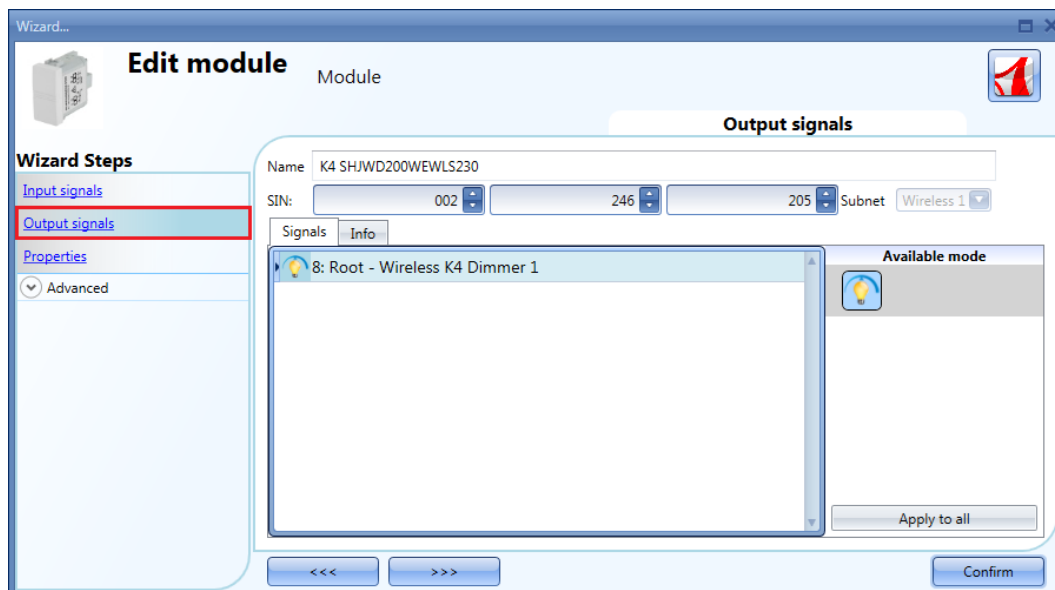 Wizard...
Edit module
Module
Output signals
Wizard Steps
Input signals
Output signals
Properties
Advanced
Name K4 SHJWD200WEWLS230
SIN: 002 246 205 Subnet Wireless 1
Signals Info
8: Root - Wireless K4 Dimmer 1
Available mode
Apply to all
<<< >>> Confirm